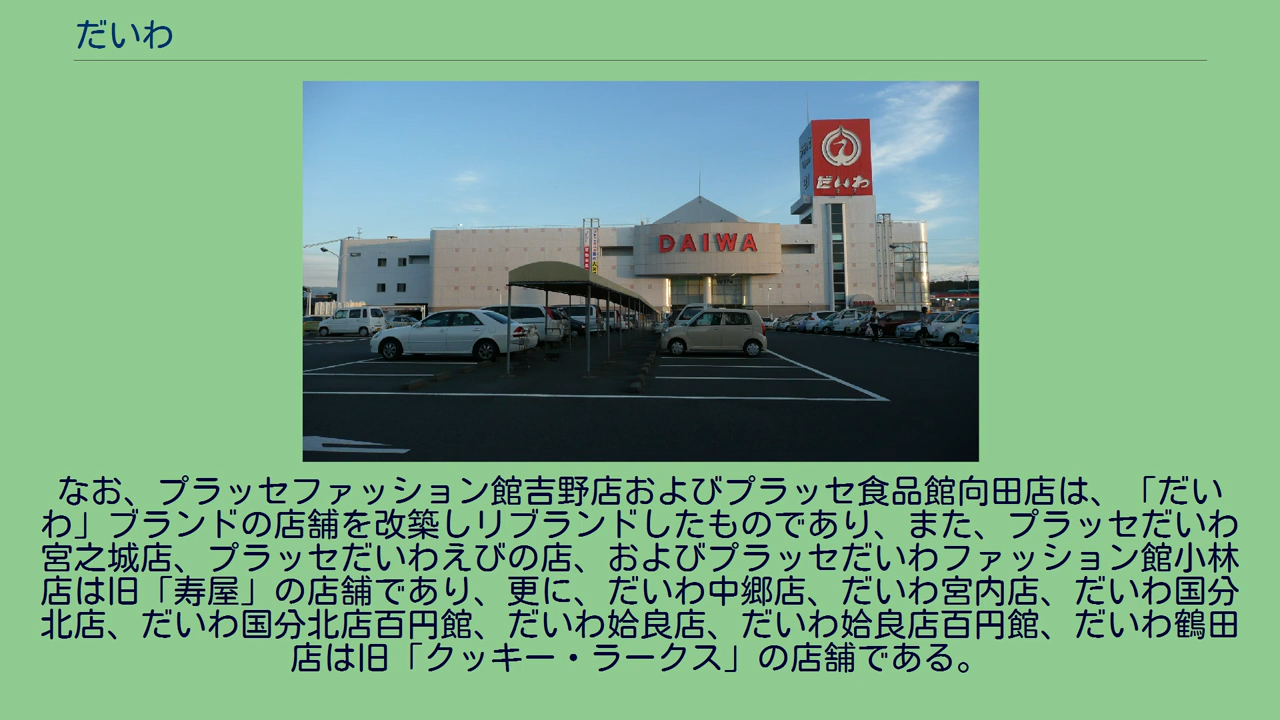 だいわ
だいわ
DAIWA
なお、プラッセファッション館吉野店およびプラッセ食品館向田店は、「だい
わ」ブランドの店舗を改築しリブランドしたものであり、また、プラッセだいわ
宮之城店、プラッセだいわえびの店、およびプラッセだいわファッション館小林
店は旧「寿屋」の店舗であり、更に、だいわ中郷店、だいわ宮内店、だいわ国分
北店、だいわ国分北店百円館、だいわ姶良店、だいわ姶良店百円館、だいわ鶴田
店は旧「クッキー・ラークス」の店舗である。